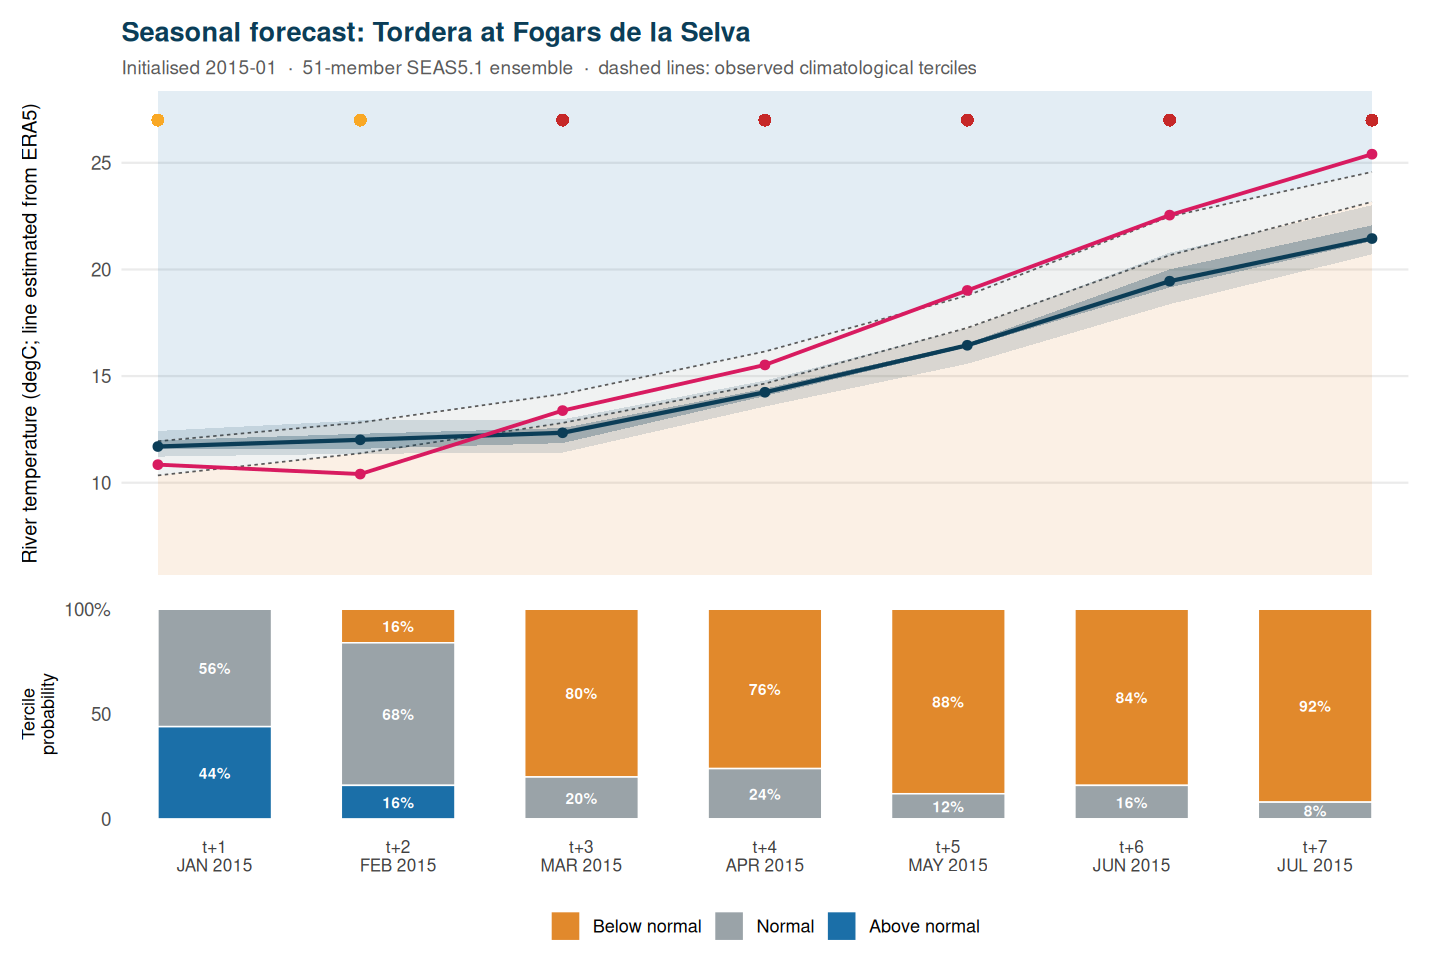 Seasonal forecast: Tordera at Fogars de la Selva
Initialised 2015-01 · 51-member SEAS5.1 ensemble · dashed lines: observed climatological terciles
River temperature (degC; line estimated from ERA5)
25
20
15
10
Tercile
probability
100%
50
0
56%
44%
16%
68%
16%
80%
20%
76%
24%
88%
12%
84%
16%
92%
8%
t+1
JAN 2015
t+2
FEB 2015
t+3
MAR 2015
t+4
APR 2015
t+5
MAY 2015
t+6
JUN 2015
t+7
JUL 2015
Below normal
Normal
Above normal